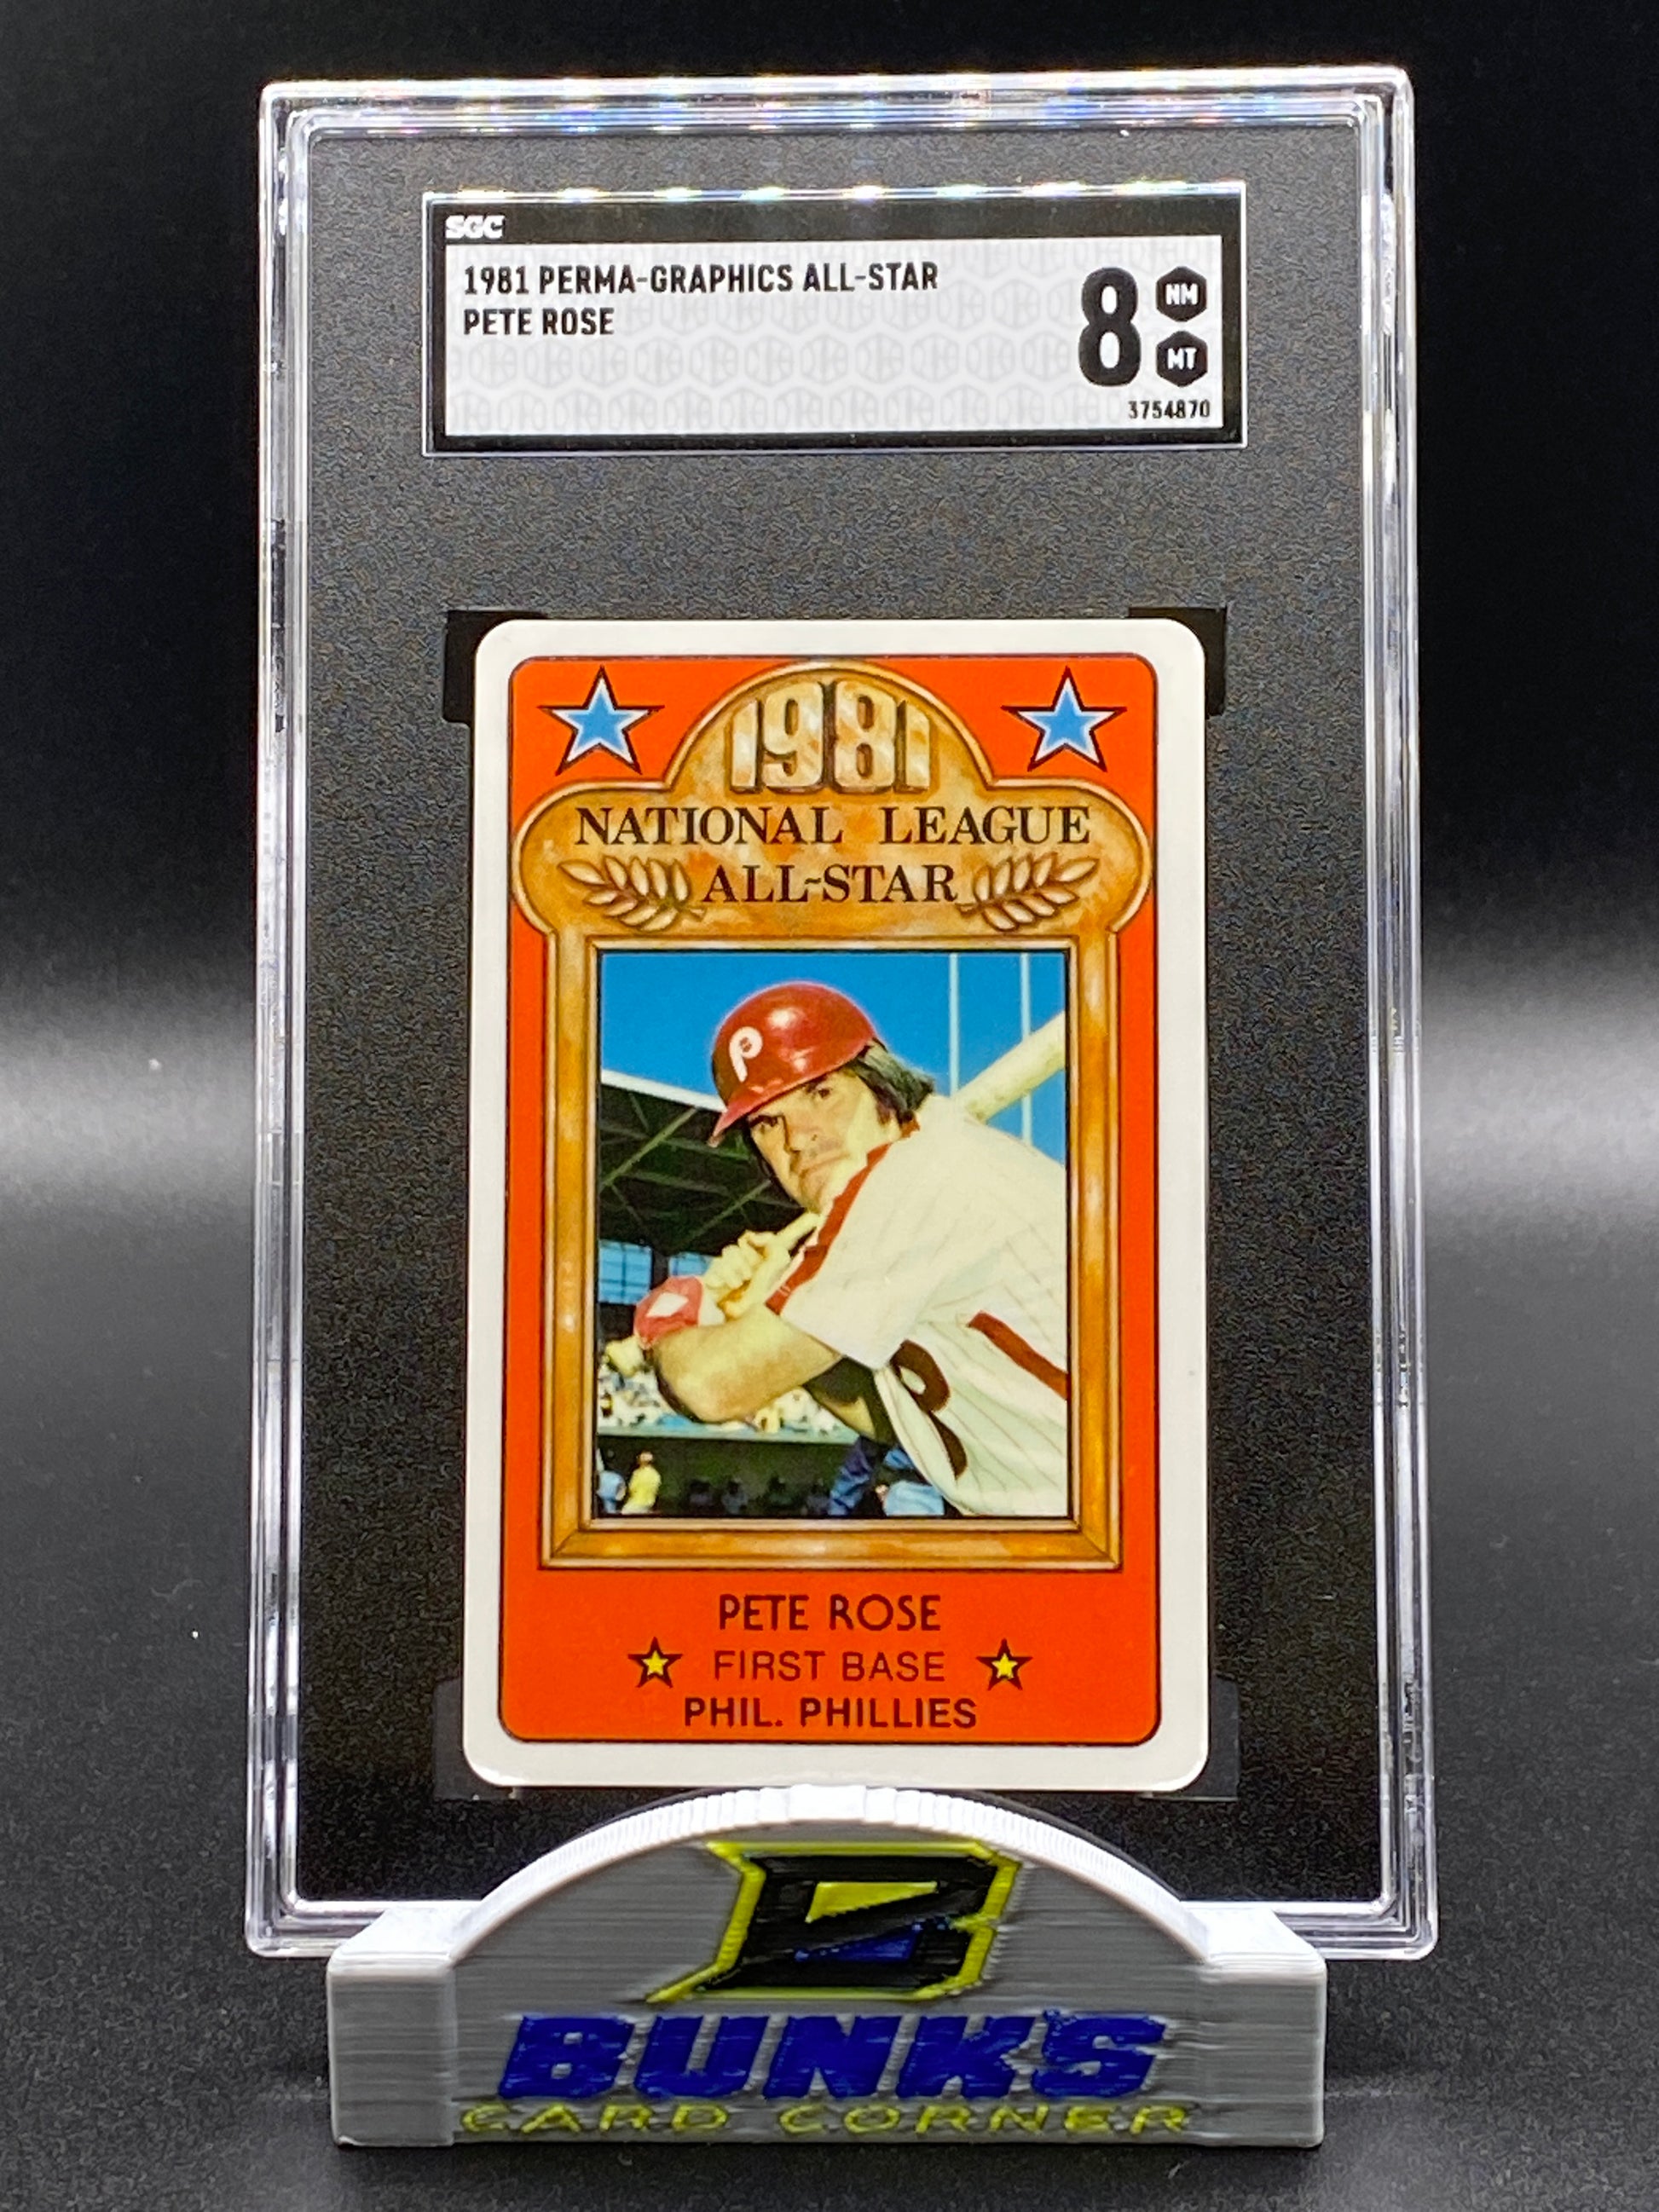 SGC
1981 PERMA-GRAPHICS ALL-STAR
PETE ROSE
8 NM
MT
3754870
1981
NATIONAL LEAGUE
ALL-STAR
P
PETE ROSE
FIRST BASE
PHIL. PHILLIES
B
BUNK'S
CARD CORNER